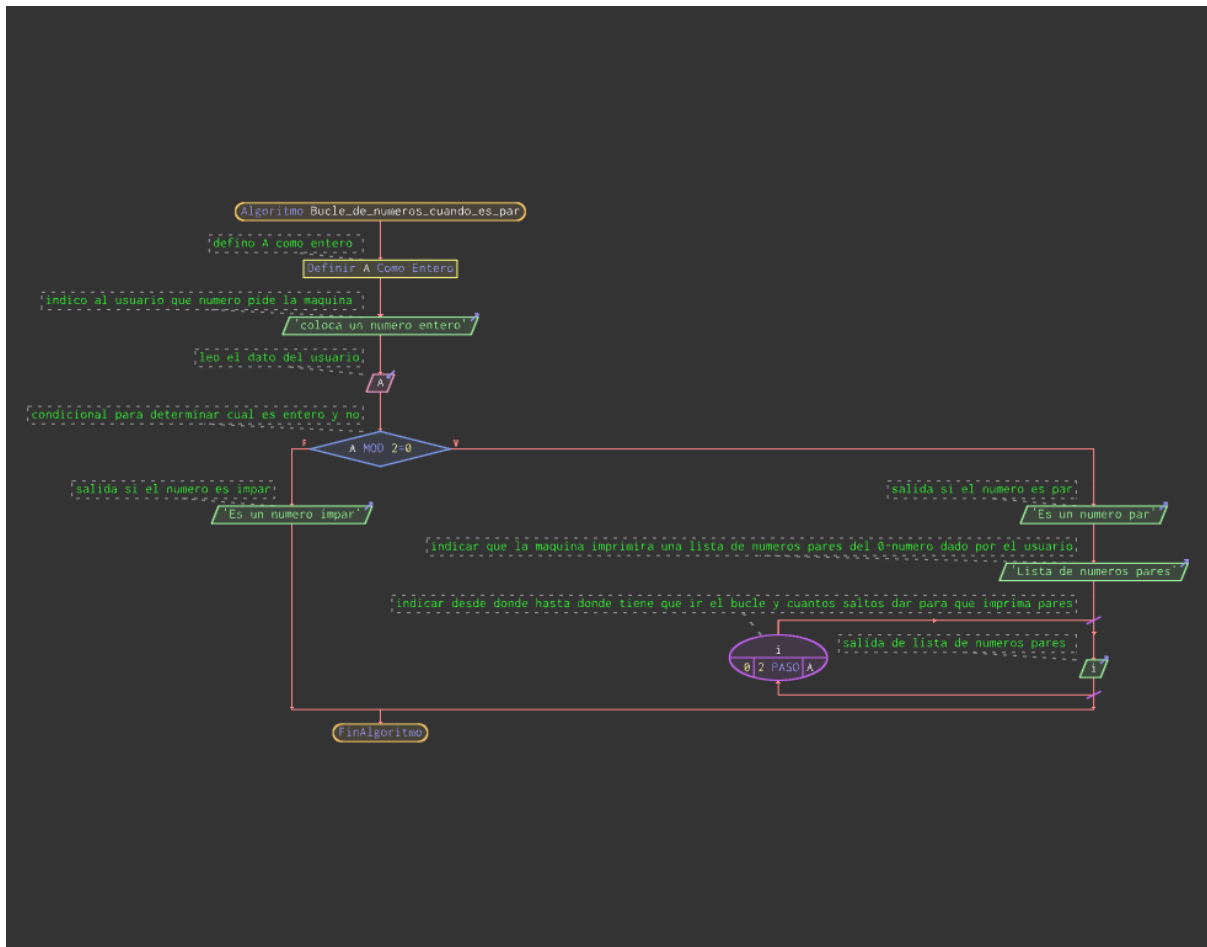 Algoritmo Bucle_de_numeros_cuando_es_par
defino A como entero
Definir A Como Entero
indico al usuario que numero pide la maquina
'coloca un numero entero'
leo el dato del usuario
A
condicional para determinar cual es entero y no
F
A MOD 2=0
V
salida si el numero es impar
'Es un numero impar'
salida si el numero es par
'Es un numero par'
indicar que la maquina imprimira una lista de numeros pares del 0-numero dado por el usuario
'Lista de numeros pares'
indicar desde donde hasta donde tiene que ir el bucle y cuantos saltos dar para que imprima pares
i
0 2 PASO A
salida de lista de numeros pares
i
FinAlgoritmo